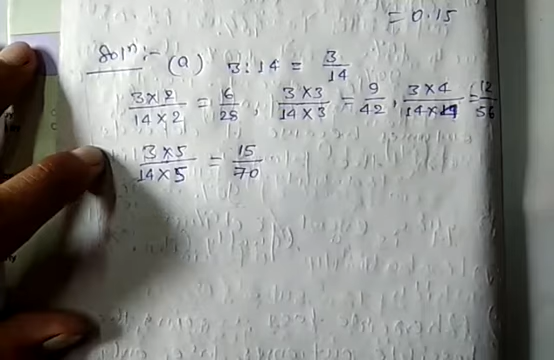 = 0.15
Soln:- (a) 3:14 = 3/14
3×2/14×2 = 6/28, 3×3/14×3 = 9/42, 3×4/14×4 = 12/56
3×5/14×5 = 15/70